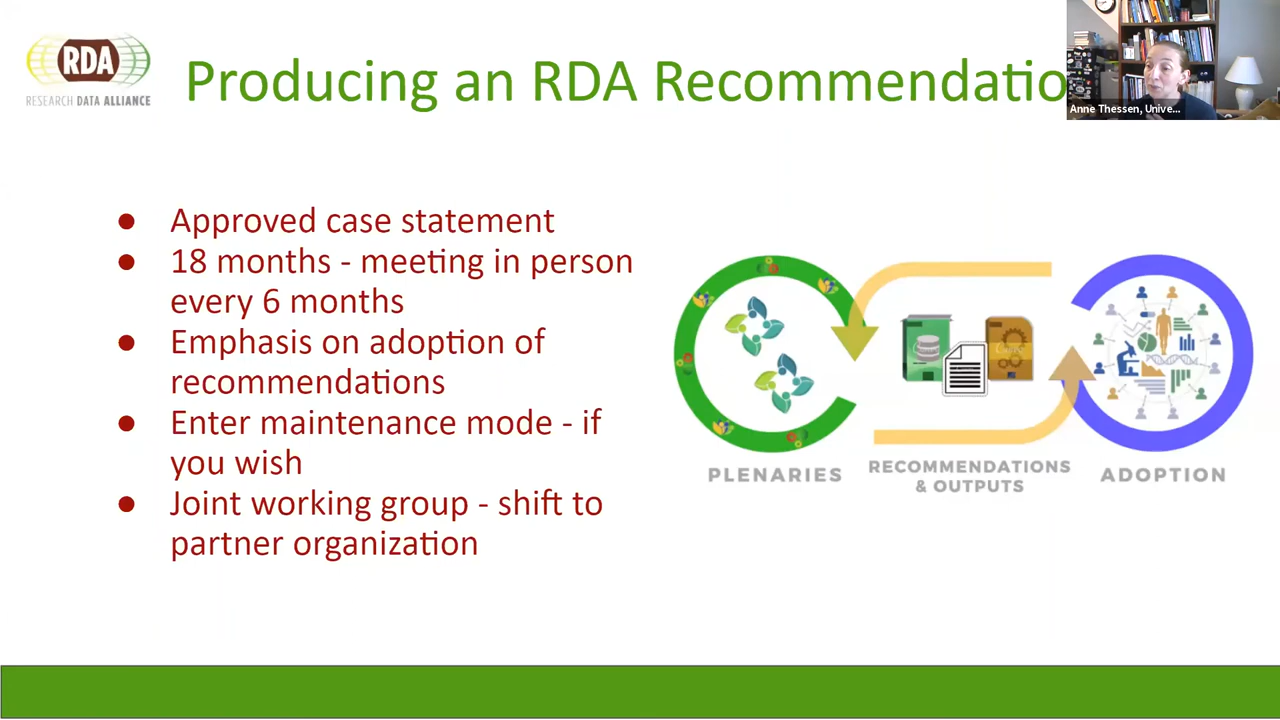 RDA
RESEARCH DATA ALLIANCE
Producing an RDA Recommendatio
Anne Thessen, Unive...
● Approved case statement
● 18 months - meeting in person
every 6 months
● Emphasis on adoption of
recommendations
● Enter maintenance mode - if
you wish
● Joint working group - shift to
partner organization
PLENARIES
RECOMMENDATIONS
& OUTPUTS
ADOPTION